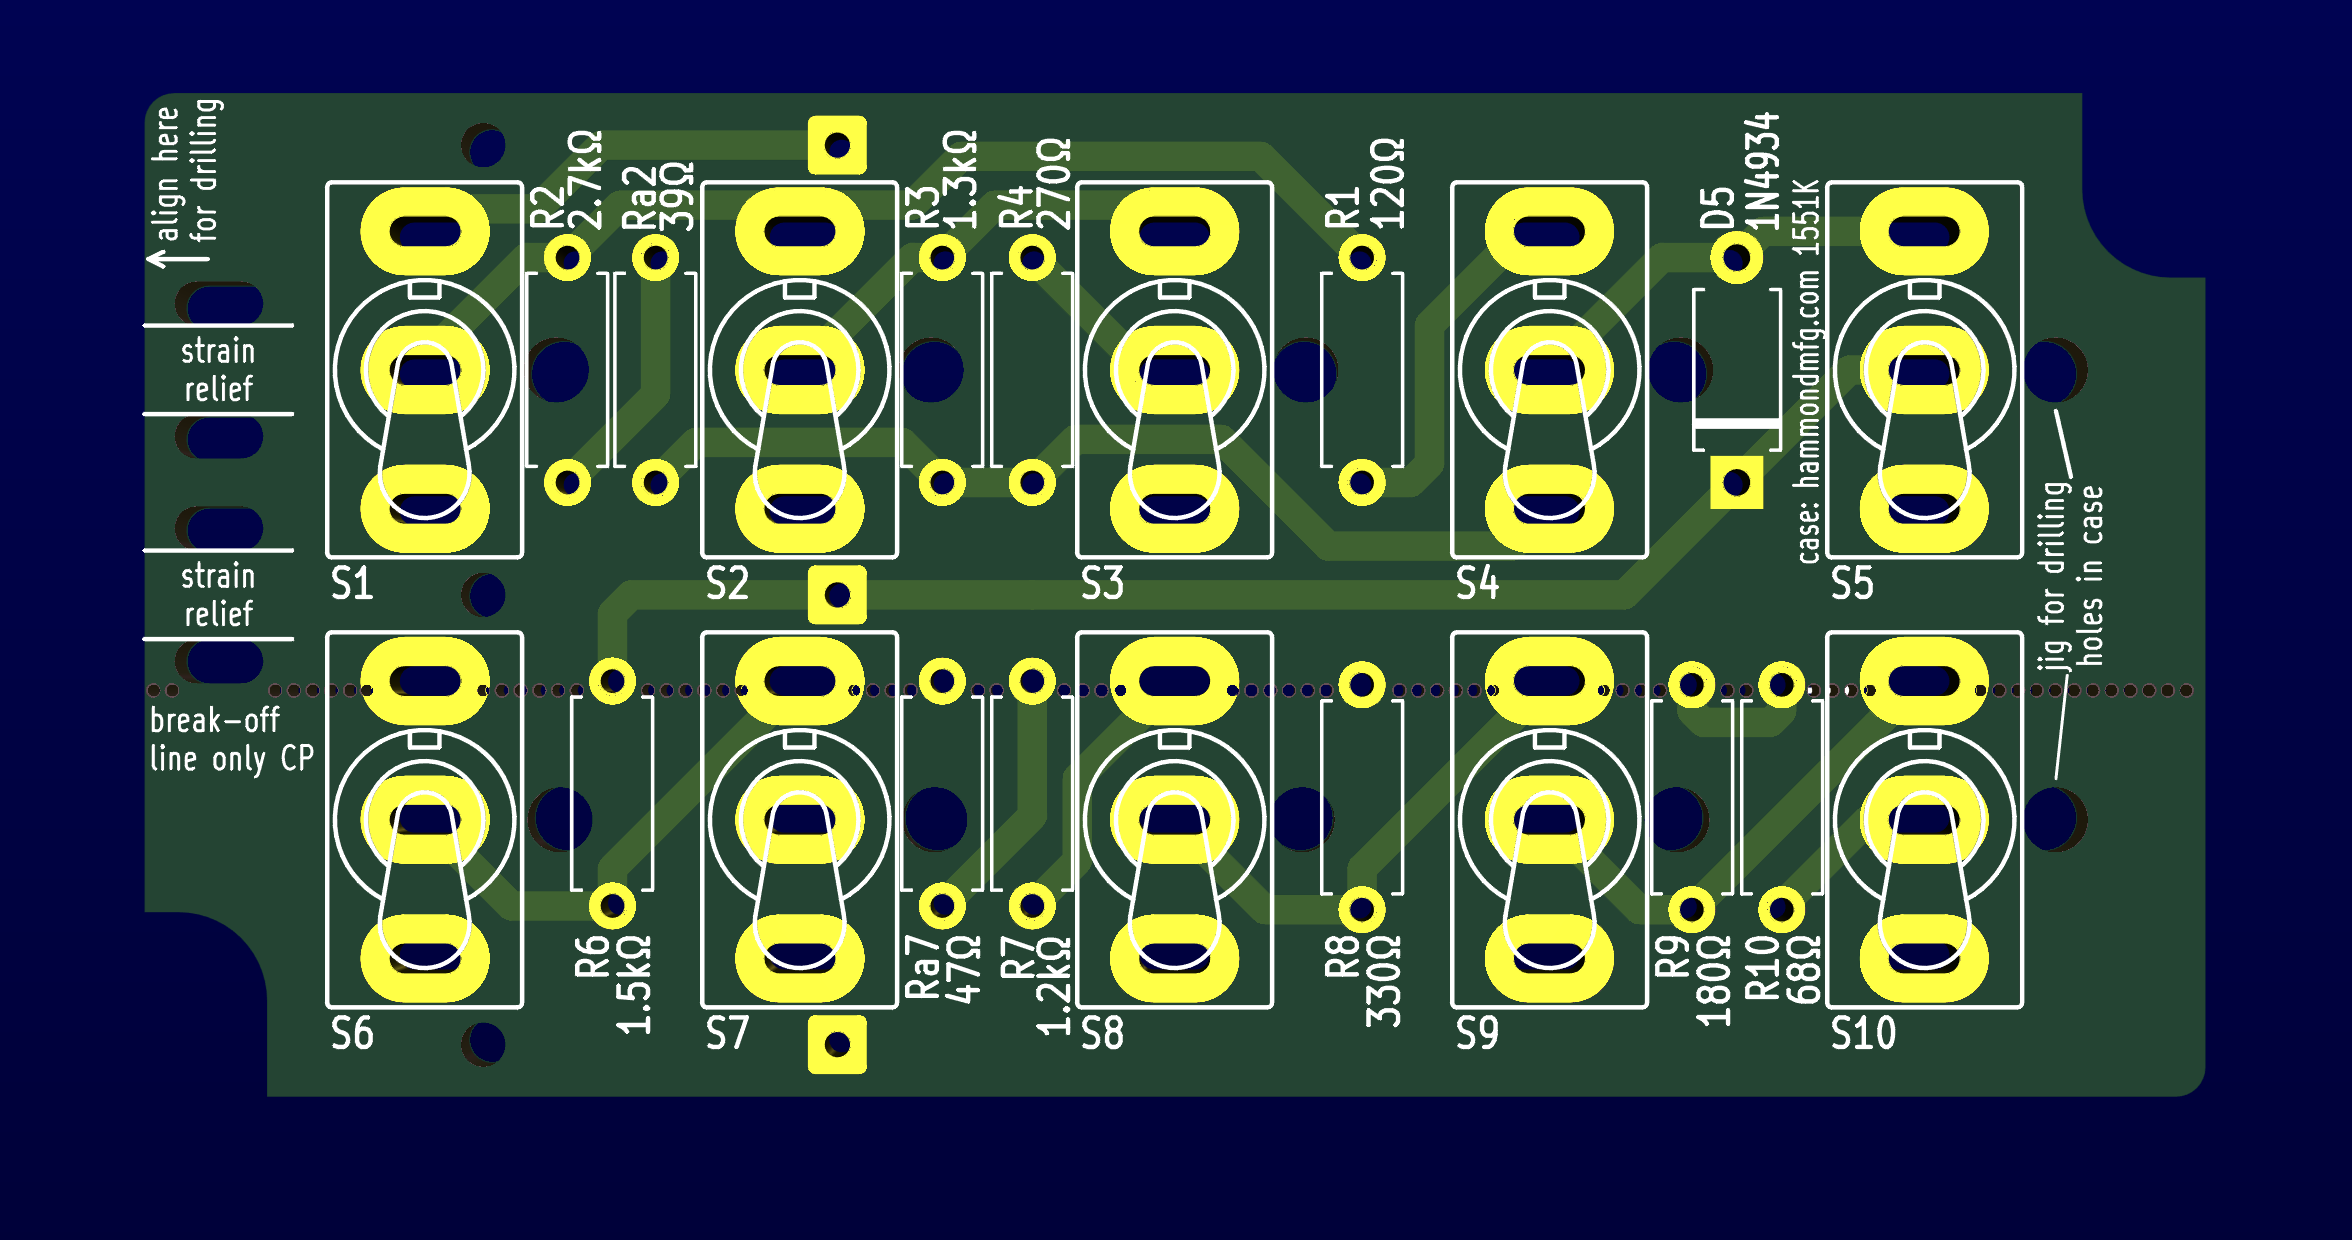 align here
for drilling
strain
relief
strain
relief
break-off
line only CP
R2
2.7kΩ
Ra2
39Ω
R3
1.3kΩ
R4
270Ω
R1
120Ω
D5
1N4934
case: hammondmfg.com 1551K
S1
S2
S3
S4
S5
jig for drilling
holes in case
R6
1.5kΩ
Ra7
47Ω
R7
1.2kΩ
R8
330Ω
R9
180Ω
R10
68Ω
S6
S7
S8
S9
S10